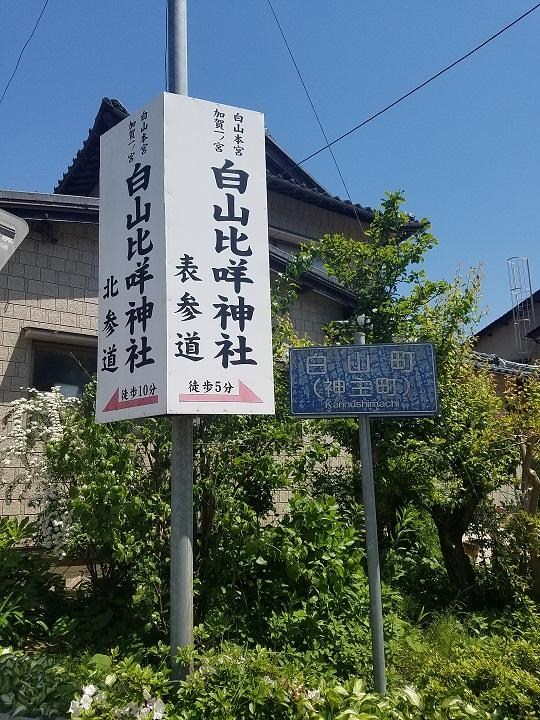 白山本宮
加賀一ノ宮
白山比咩神社
北参道
徒歩10分
白山本宮
加賀一ノ宮
白山比咩神社
表参道
徒歩5分
白山町
(神主町)
Kannushimachi